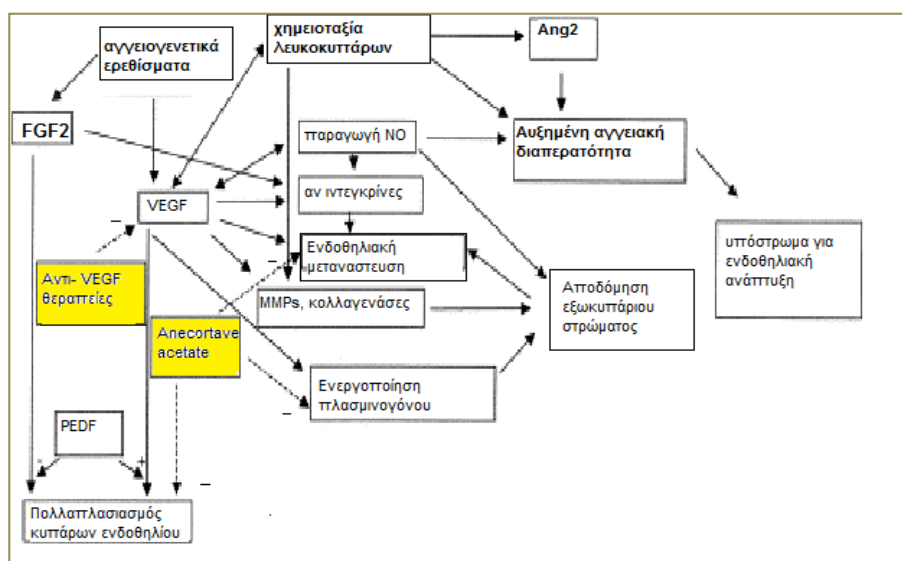 αγγειογενετικά
ερεθίσματα
χημειοταξία
λευκοκυττάρων
Ang2
FGF2
παραγωγή NO
Αυξημένη αγγειακή
διαπερατότητα
αν ιντεγκρίνες
VEGF
–
Ενδοθηλιακή
μεταναστευση
–
υπόστρωμα για
ενδοθηλιακή
ανάπτυξη
Αντι- VEGF
θεραπείες
MMPs, κολλαγενάσες
Αποδόμηση
εξωκυττάριου
στρώματος
Anecortave
acetate
Ενεργοποίηση
πλασμινογόνου
–
PEDF
-
+
–
Πολλαπλασιασμός
κυττάρων ενδοθηλίου